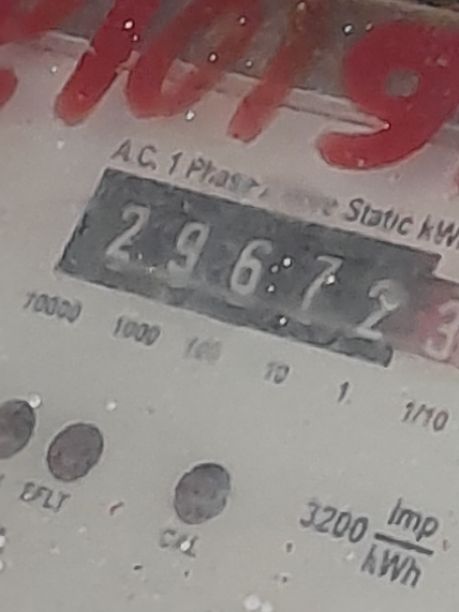 A.C. 1 Phase, Static kWh
2 9 6 7 2 3
10000 1000 100 10 1 1/10
EFLT
CAL
3200 imp/kWh